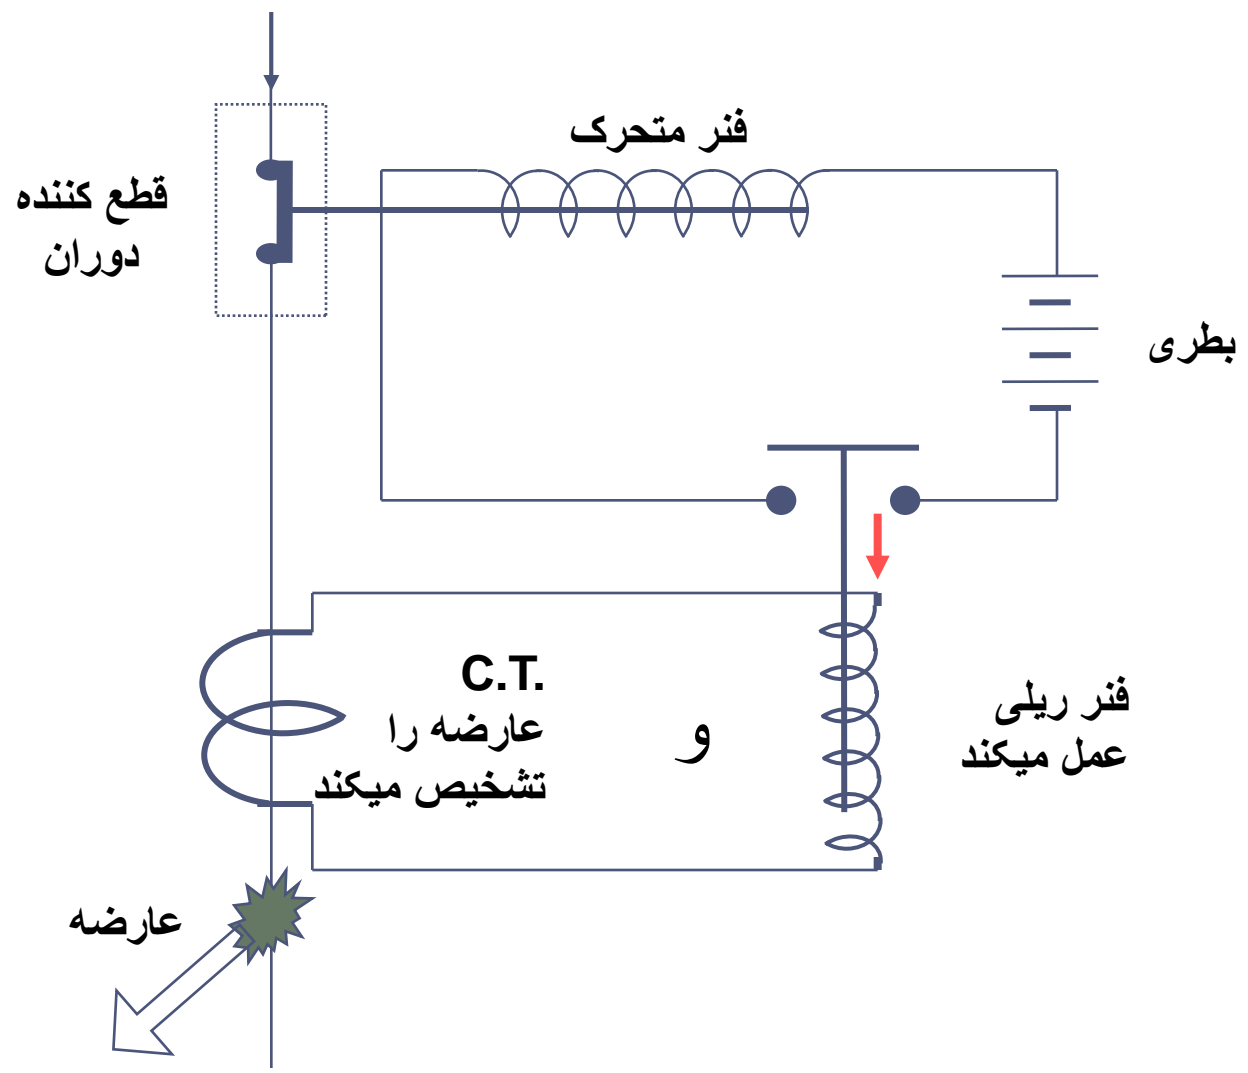 فنر متحرک
قطع کننده
دوران
بطری
C.T.
عارضه را
تشخیص میکند
و
فنر ریلی
عمل میکند
عارضه